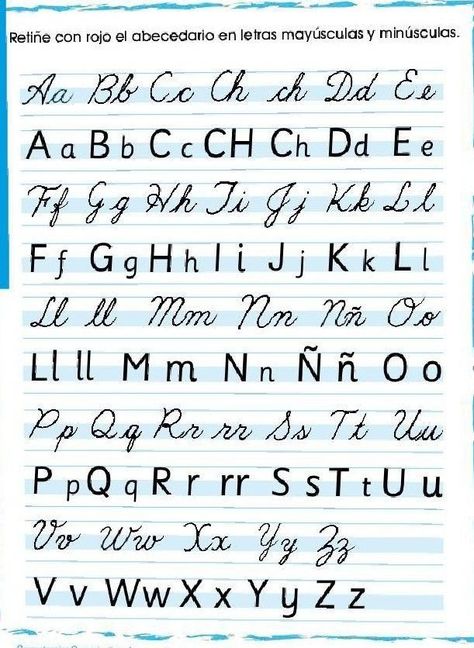 Retiñe con rojo el abecedario en letras mayúsculas y minúsculas.
Aa Bb Cc Ch ch Dd Ee
A a B b C c CH Ch D d E e
Ff Gg Hh Ii Jj Kk Ll
F f G g H h I i J j K k L l
Ll ll Mm Nn Nñ Oo
Ll ll M m N n Ñ ñ O o
Pp Qq Rr rr Ss Tt Uu
P p Q q R r rr S s T t U u
Vv Ww Xx Yy Zz
V v W w X x Y y Z z